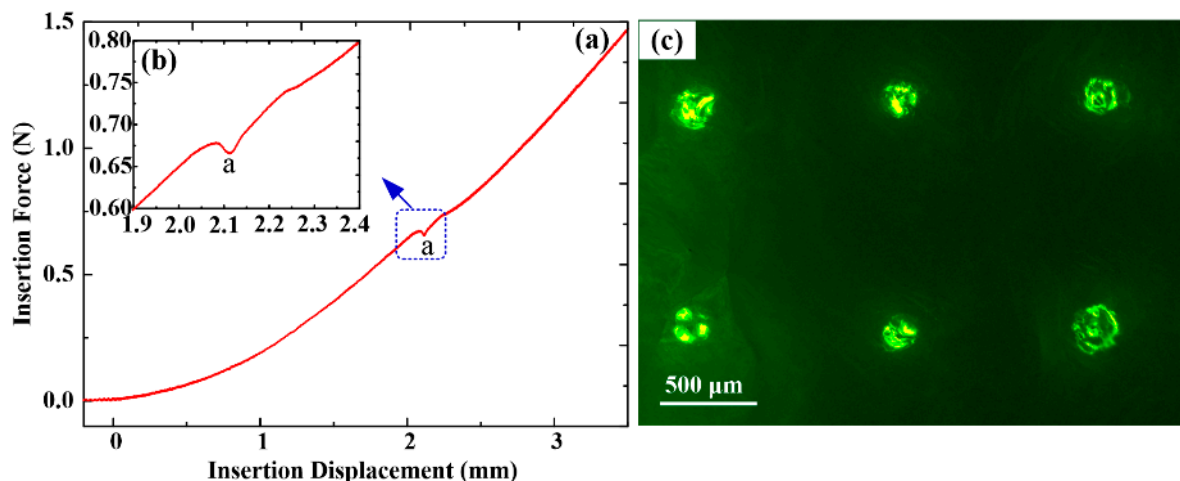 1.5
(a)
(c)
0.80
(b)
0.75
0.70
0.65
a
0.60
1.9 2.0 2.1 2.2 2.3 2.4
1.0
a
0.5
0.0
0 1 2 3
Insertion Force (N)
Insertion Displacement (mm)
500 μm